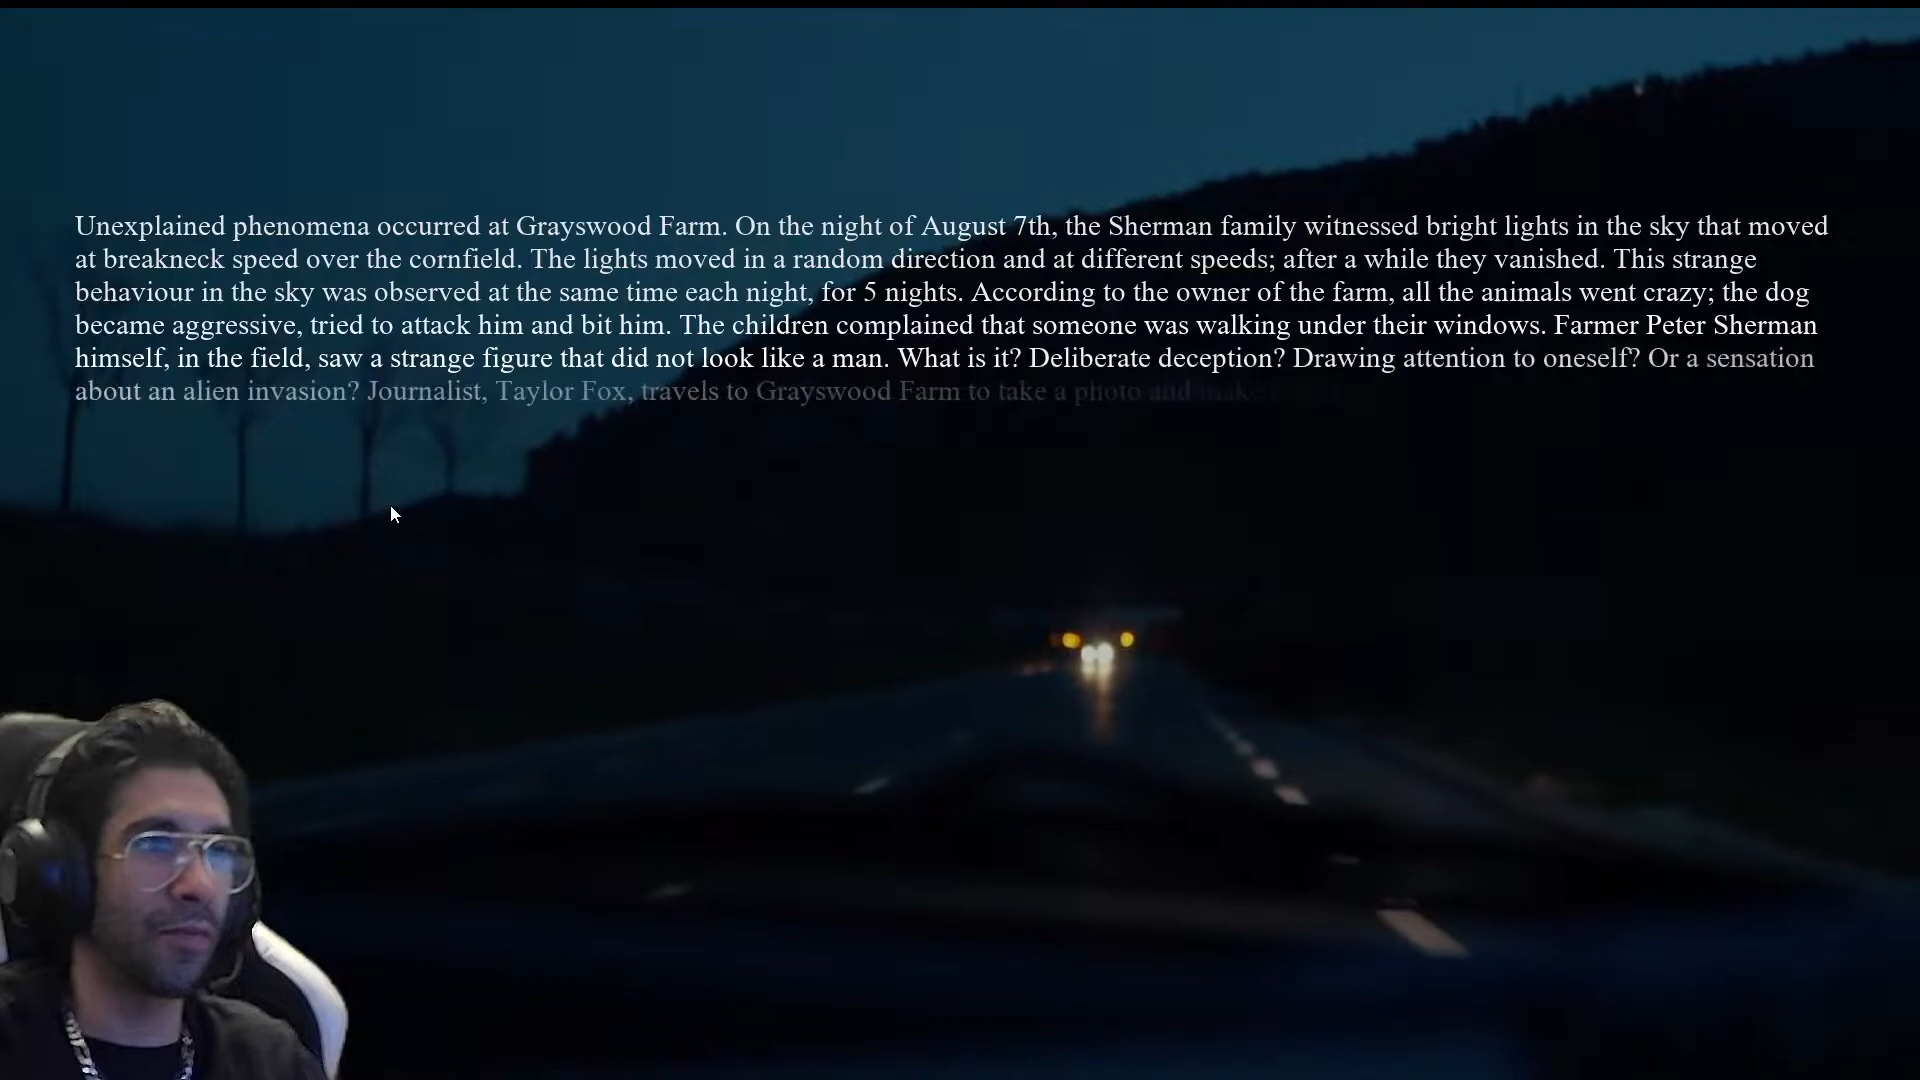 Unexplained phenomena occurred at Grayswood Farm. On the night of August 7th, the Sherman family witnessed bright lights in the sky that moved
at breakneck speed over the cornfield. The lights moved in a random direction and at different speeds; after a while they vanished. This strange
behaviour in the sky was observed at the same time each night, for 5 nights. According to the owner of the farm, all the animals went crazy; the dog
became aggressive, tried to attack him and bit him. The children complained that someone was walking under their windows. Farmer Peter Sherman
himself, in the field, saw a strange figure that did not look like a man. What is it? Deliberate deception? Drawing attention to oneself? Or a sensation
about an alien invasion? Journalist, Taylor Fox, travels to Grayswood Farm to take a photo and make